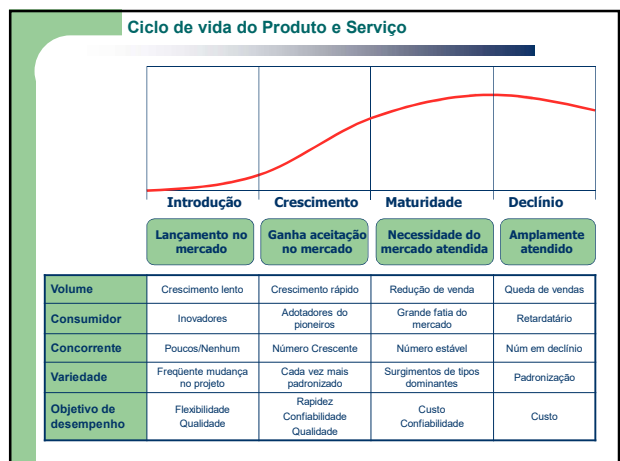 Ciclo de vida do Produto e Serviço
Introdução
Crescimento
Maturidade
Declínio
Lançamento no
mercado
Ganha aceitação
no mercado
Necessidade do
mercado atendida
Amplamente
atendido
Volume
Crescimento lento
Crescimento rápido
Redução de venda
Queda de vendas
Consumidor
Inovadores
Adotadores do
pioneiros
Grande fatia do
mercado
Retardatário
Concorrente
Poucos/Nenhum
Número Crescente
Número estável
Núm em declínio
Variedade
Freqüente mudança
no projeto
Cada vez mais
padronizado
Surgimentos de tipos
dominantes
Padronização
Objetivo de
desempenho
Flexibilidade
Qualidade
Rapidez
Confiabilidade
Qualidade
Custo
Confiabilidade
Custo